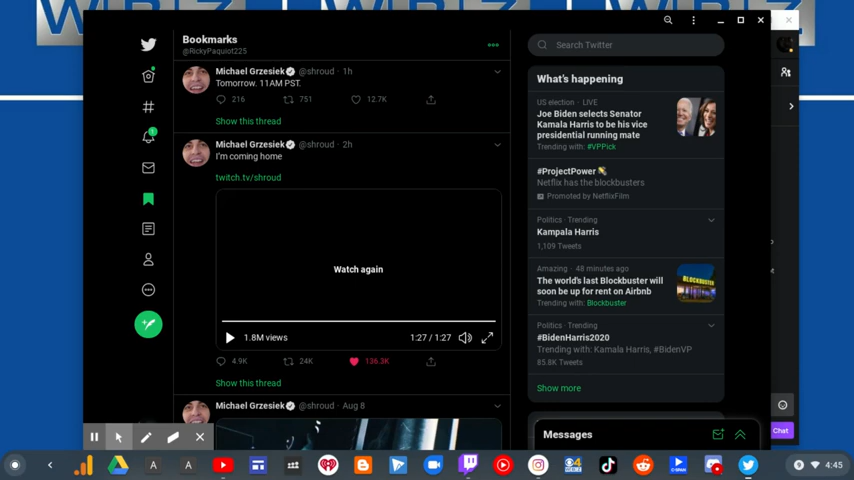 Bookmarks
@RickyPaquiot225
Michael Grzesiek @shroud · 1h
Tomorrow. 11AM PST.
216 751 12.7K
Show this thread
Michael Grzesiek @shroud · 2h
I'm coming home
twitch.tv/shroud
Watch again
1.8M views 1:27 / 1:27
4.9K 24K 136.3K
Show this thread
Michael Grzesiek @shroud · Aug 8
Search Twitter
What's happening
US election · LIVE
Joe Biden selects Senator
Kamala Harris to be his vice
presidential running mate
Trending with: #VPPick
#ProjectPower
Netflix has the blockbusters
Promoted by NetflixFilm
Politics · Trending
Kampala Harris
1,109 Tweets
Amazing · 48 minutes ago
The world's last Blockbuster will
soon be up for rent on Airbnb
Trending with: Blockbuster
Politics · Trending
#BidenHarris2020
Trending with: Kamala Harris, #BidenVP
85.8K Tweets
Show more
Messages
Chat
4:45